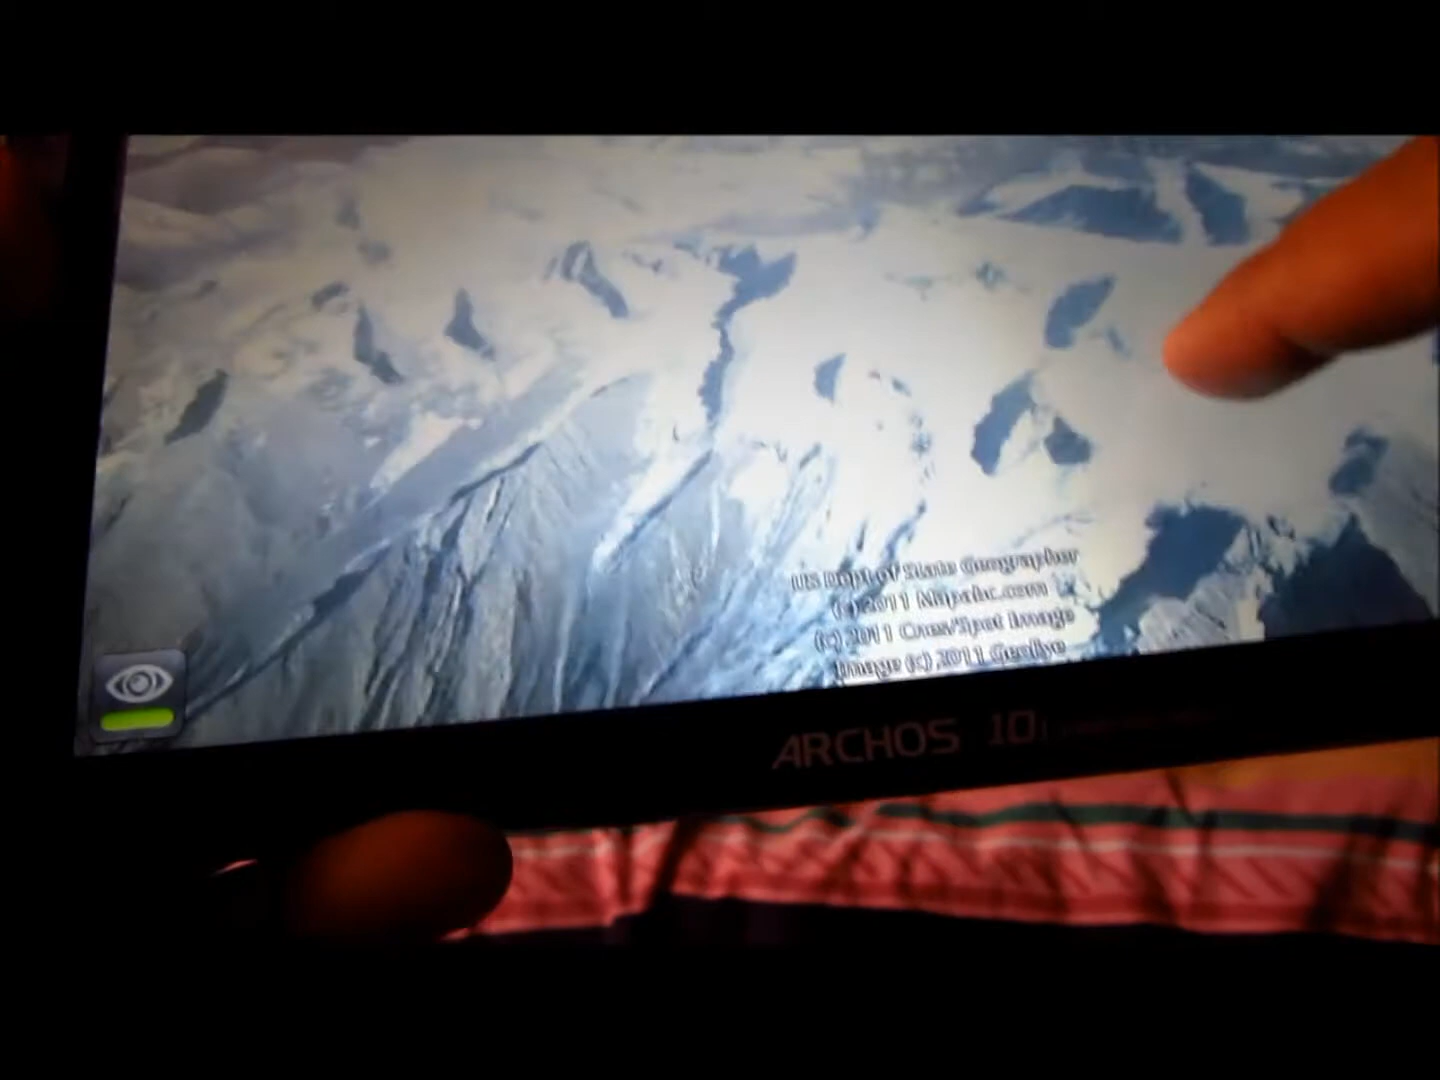 US Dept of State Geographer
(c) 2011 Mapabc.com
(c) 2011 Cnes/Spot Image
Image (c) 2011 GeoEye
ARCHOS 10